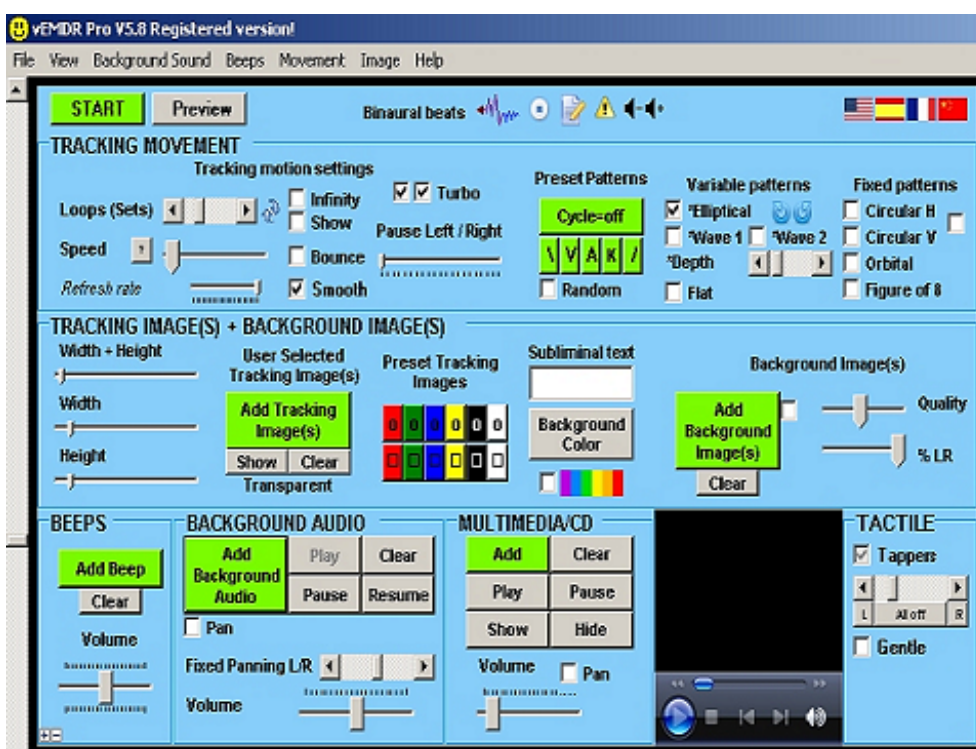 vEMDR Pro V5.8 Registered version!
File View Background Sound Beeps Movement Image Help
START Preview Binaural beats
TRACKING MOVEMENT
Tracking motion settings
Loops (Sets) Infinity Turbo
Show
Speed ? Bounce Pause Left / Right
Refresh rate Smooth
Preset Patterns
Cycle=off
\ V A K /
Random
Variable patterns
*Elliptical
*Wave 1 *Wave 2
*Depth
Flat
Fixed patterns
Circular H
Circular V
Orbital
Figure of 8
TRACKING IMAGE(S) + BACKGROUND IMAGE(S)
Width + Height
Width
Height
User Selected
Tracking Image(s)
Add Tracking
Image(s)
Show Clear
Transparent
Preset Tracking
Images
0 0 0 0 0 0
Subliminal text
Background
Color
Background Image(s)
Add
Background
Image(s)
Clear
Quality
% LR
BEEPS
Add Beep
Clear
Volume
BACKGROUND AUDIO
Add
Background
Audio
Play Clear
Pause Resume
Pan
Fixed Panning L/R
Volume
MULTIMEDIA/CD
Add Clear
Play Pause
Show Hide
Volume Pan
TACTILE
Tappers
L All off R
Gentle